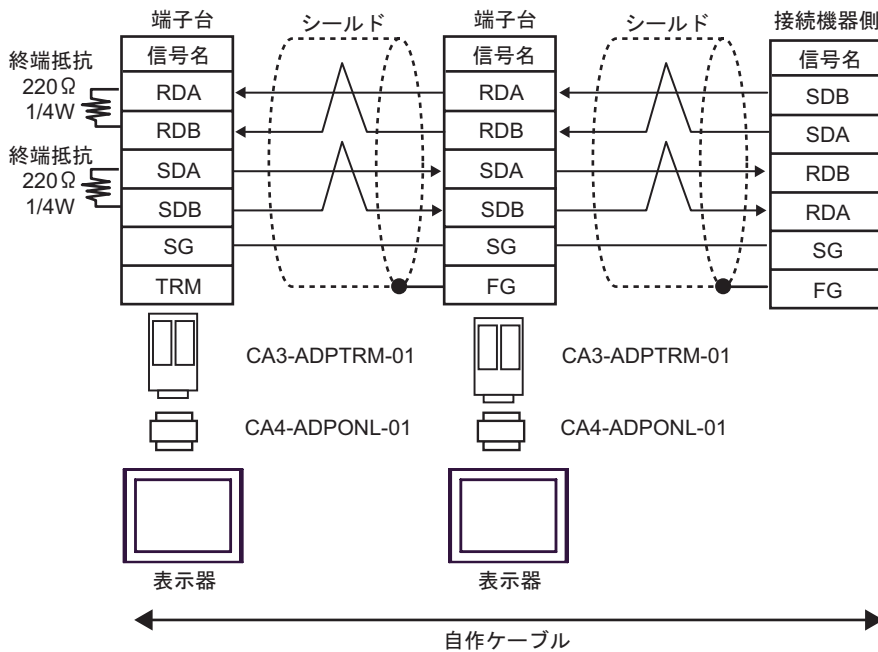 端子台
信号名
RDA
RDB
SDA
SDB
SG
TRM
終端抵抗
220Ω
1/4W
終端抵抗
220Ω
1/4W
シールド
端子台
信号名
RDA
RDB
SDA
SDB
SG
FG
シールド
接続機器側
信号名
SDB
SDA
RDB
RDA
SG
FG
CA3-ADPTRM-01
CA3-ADPTRM-01
CA4-ADPONL-01
CA4-ADPONL-01
表示器
表示器
自作ケーブル